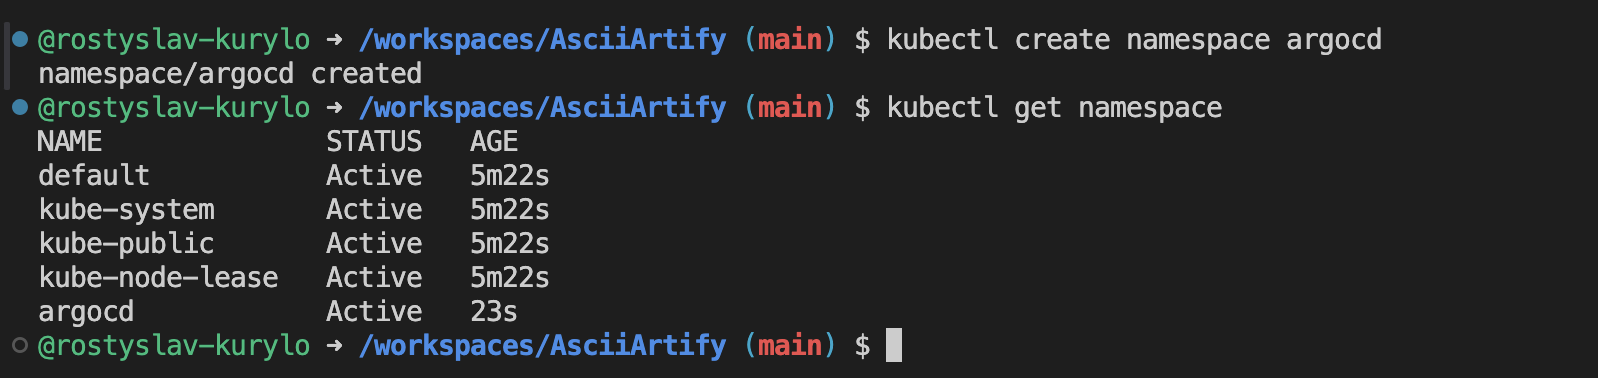 @rostyslav-kurylo ➜ /workspaces/AsciiArtify (main) $ kubectl create namespace argocd
namespace/argocd created
@rostyslav-kurylo ➜ /workspaces/AsciiArtify (main) $ kubectl get namespace
NAME              STATUS   AGE
default           Active   5m22s
kube-system       Active   5m22s
kube-public       Active   5m22s
kube-node-lease   Active   5m22s
argocd            Active   23s
@rostyslav-kurylo ➜ /workspaces/AsciiArtify (main) $